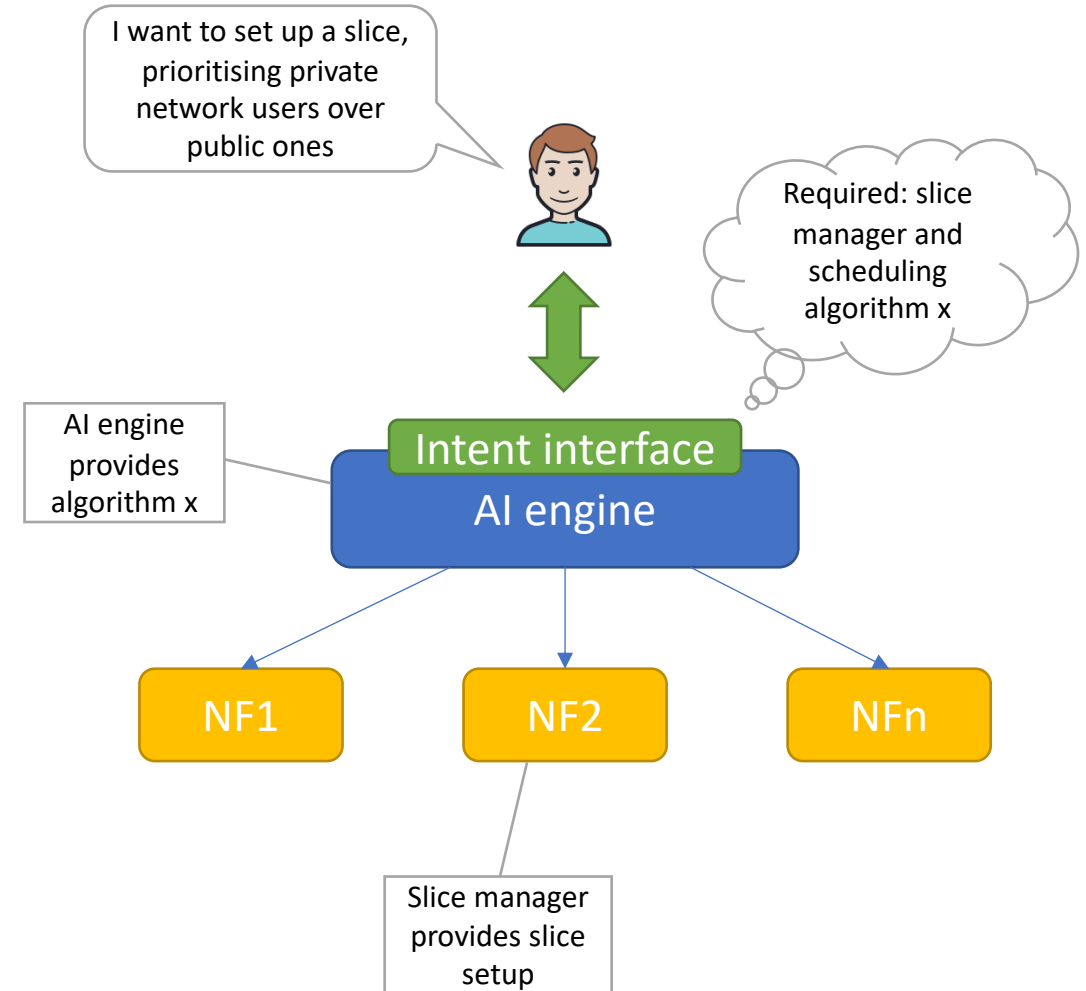 I want to set up a slice,
prioritising private
network users over
public ones
Required: slice
manager and
scheduling
algorithm x
AI engine
provides
algorithm x
Intent interface
AI engine
NF1
NF2
NFn
Slice manager
provides slice
setup